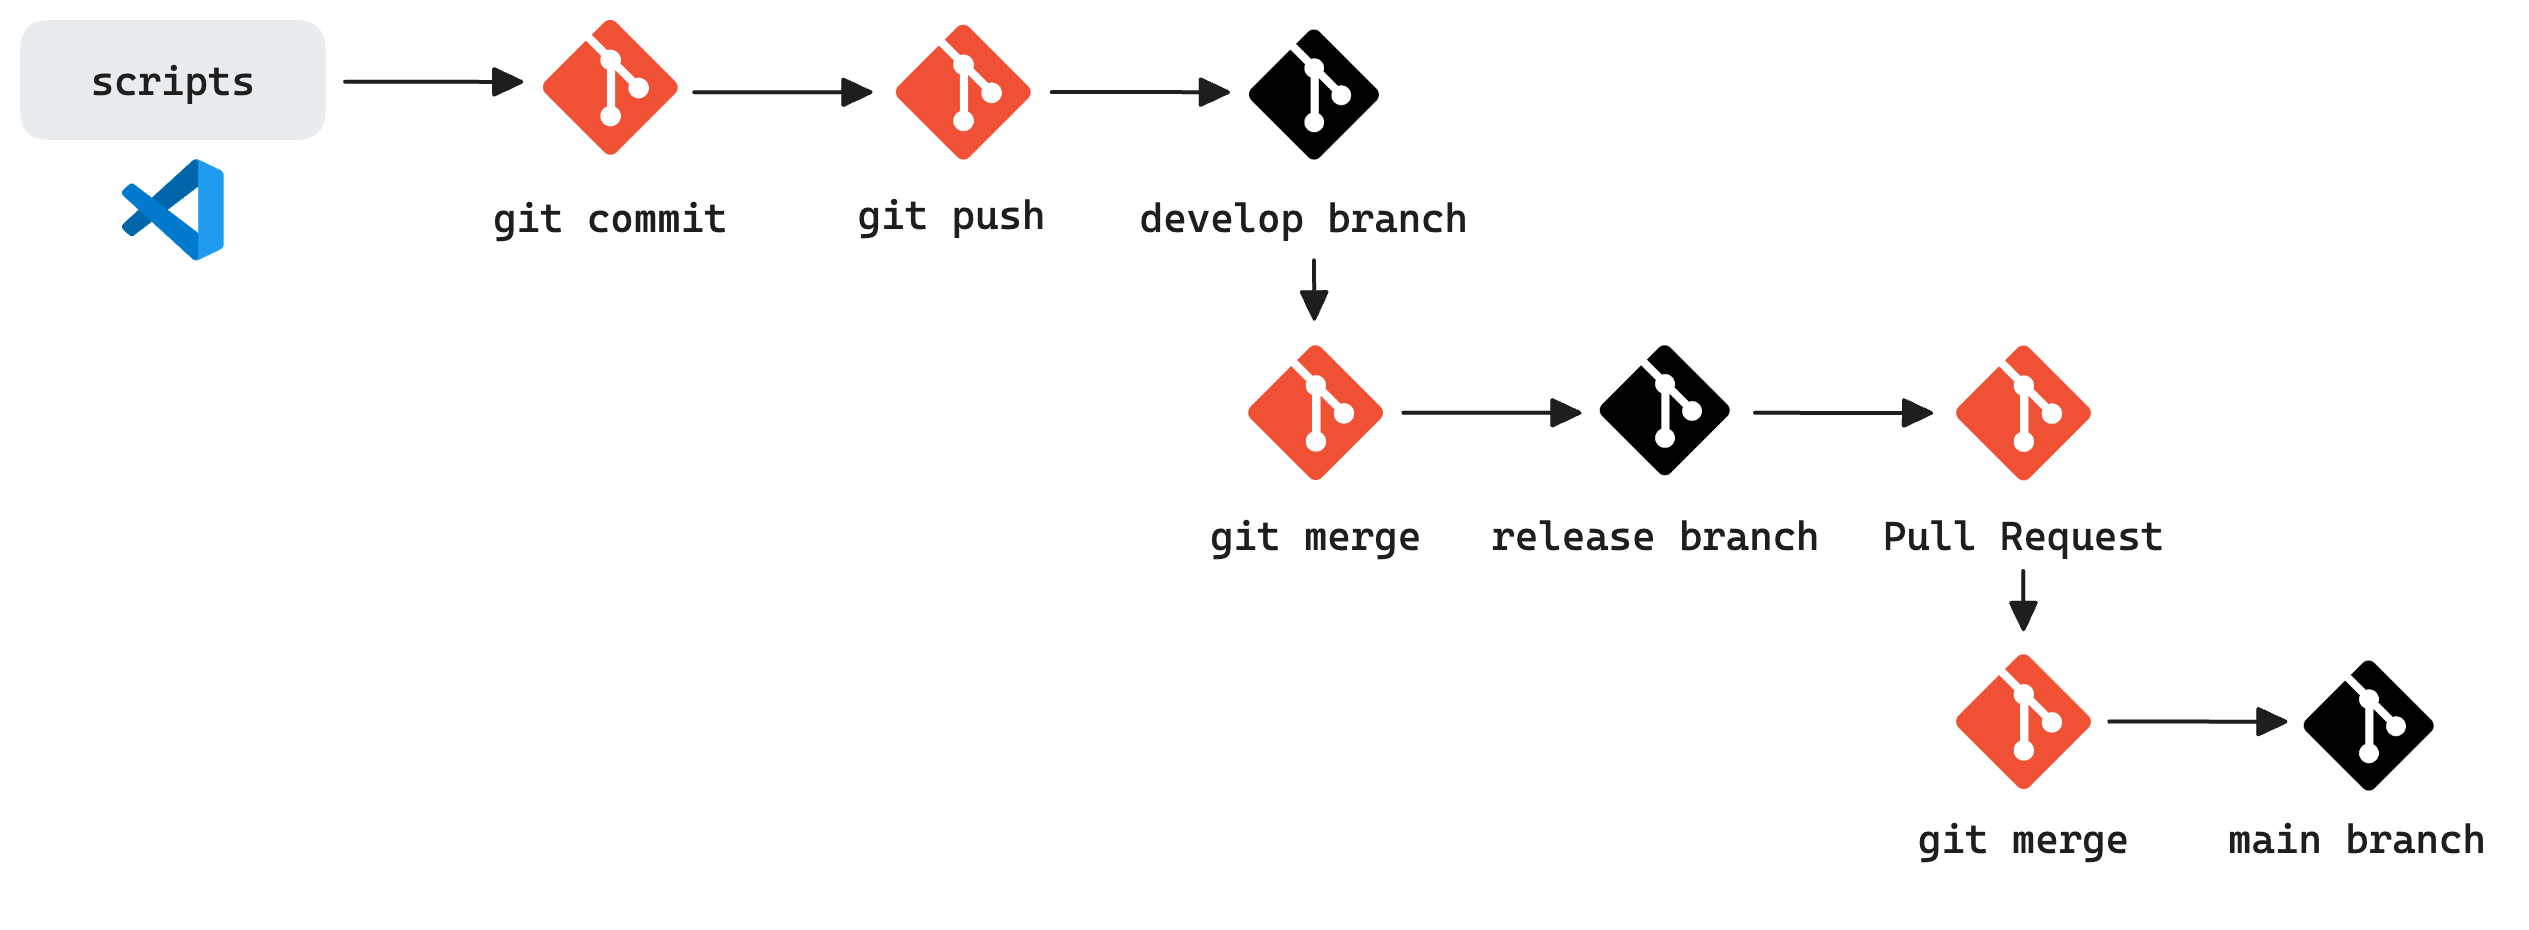 scripts
git commit
git push
develop branch
git merge
release branch
Pull Request
git merge
main branch